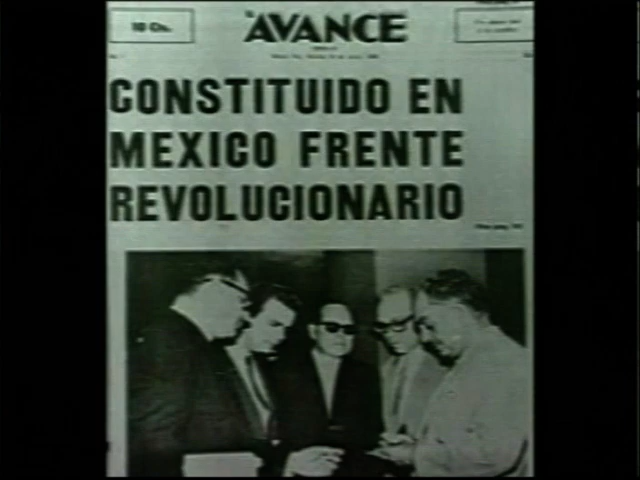 10 Cts.
AVANCE
CONSTITUIDO EN
MEXICO FRENTE
REVOLUCIONARIO